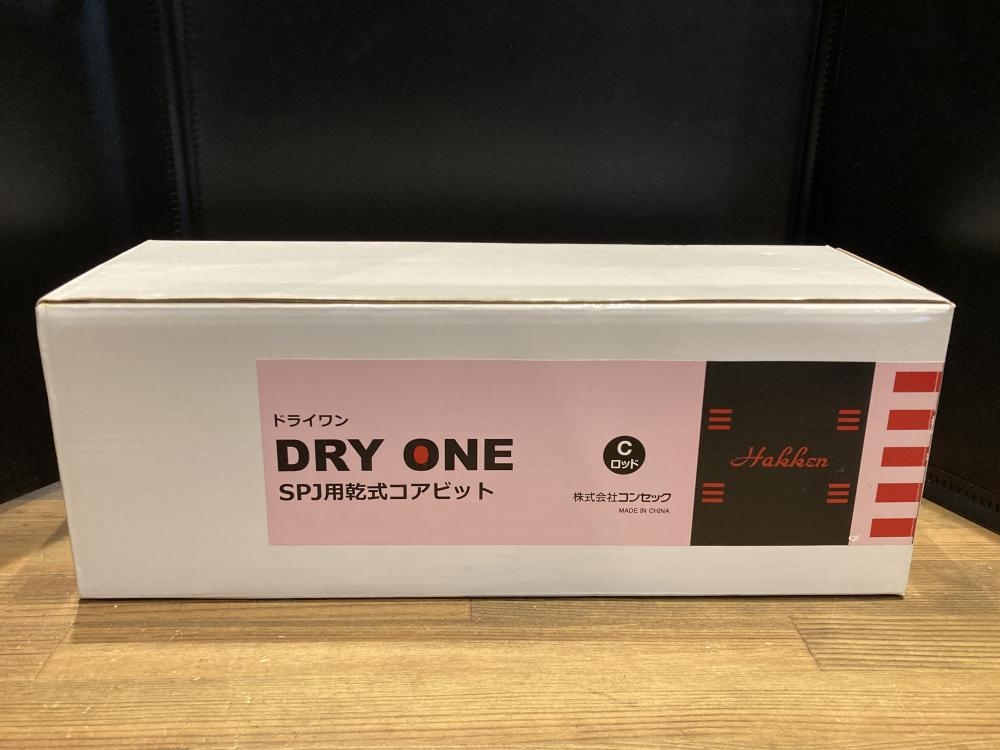 ドライワン
DRY ONE
SPJ用乾式コアビット
C
ロッド
株式会社コンセック
MADE IN CHINA
Hakken